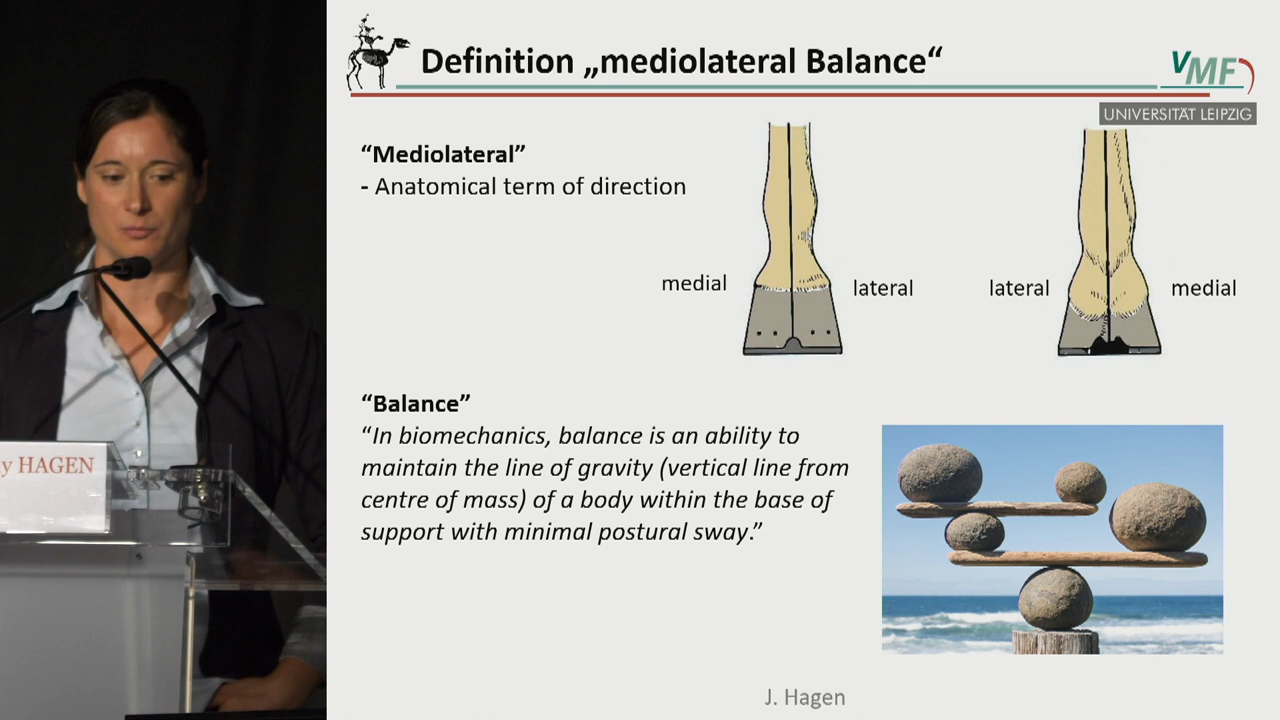 Definition „mediolateral Balance“
VMF
UNIVERSITÄT LEIPZIG
“Mediolateral”
- Anatomical term of direction
medial
lateral
lateral
medial
“Balance”
“In biomechanics, balance is an ability to
maintain the line of gravity (vertical line from
centre of mass) of a body within the base of
support with minimal postural sway.”
y HAGEN
J. Hagen